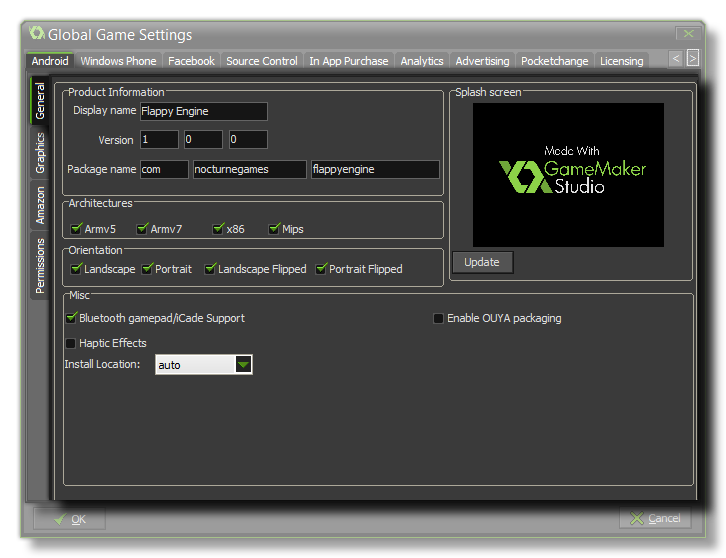 Global Game Settings
Android Windows Phone Facebook Source Control In App Purchase Analytics Advertising Pocketchange Licensing < >
General
Graphics
Amazon
Permissions
Product Information
Display name Flappy Engine
Version 1 0 0
Package name com nocturnegames flappyengine
Splash screen
Made With
GameMaker
Studio
Update
Architectures
Armv5 Armv7 x86 Mips
Orientation
Landscape Portrait Landscape Flipped Portrait Flipped
Misc
Bluetooth gamepad/iCade Support Enable OUYA packaging
Haptic Effects
Install Location: auto
OK Cancel